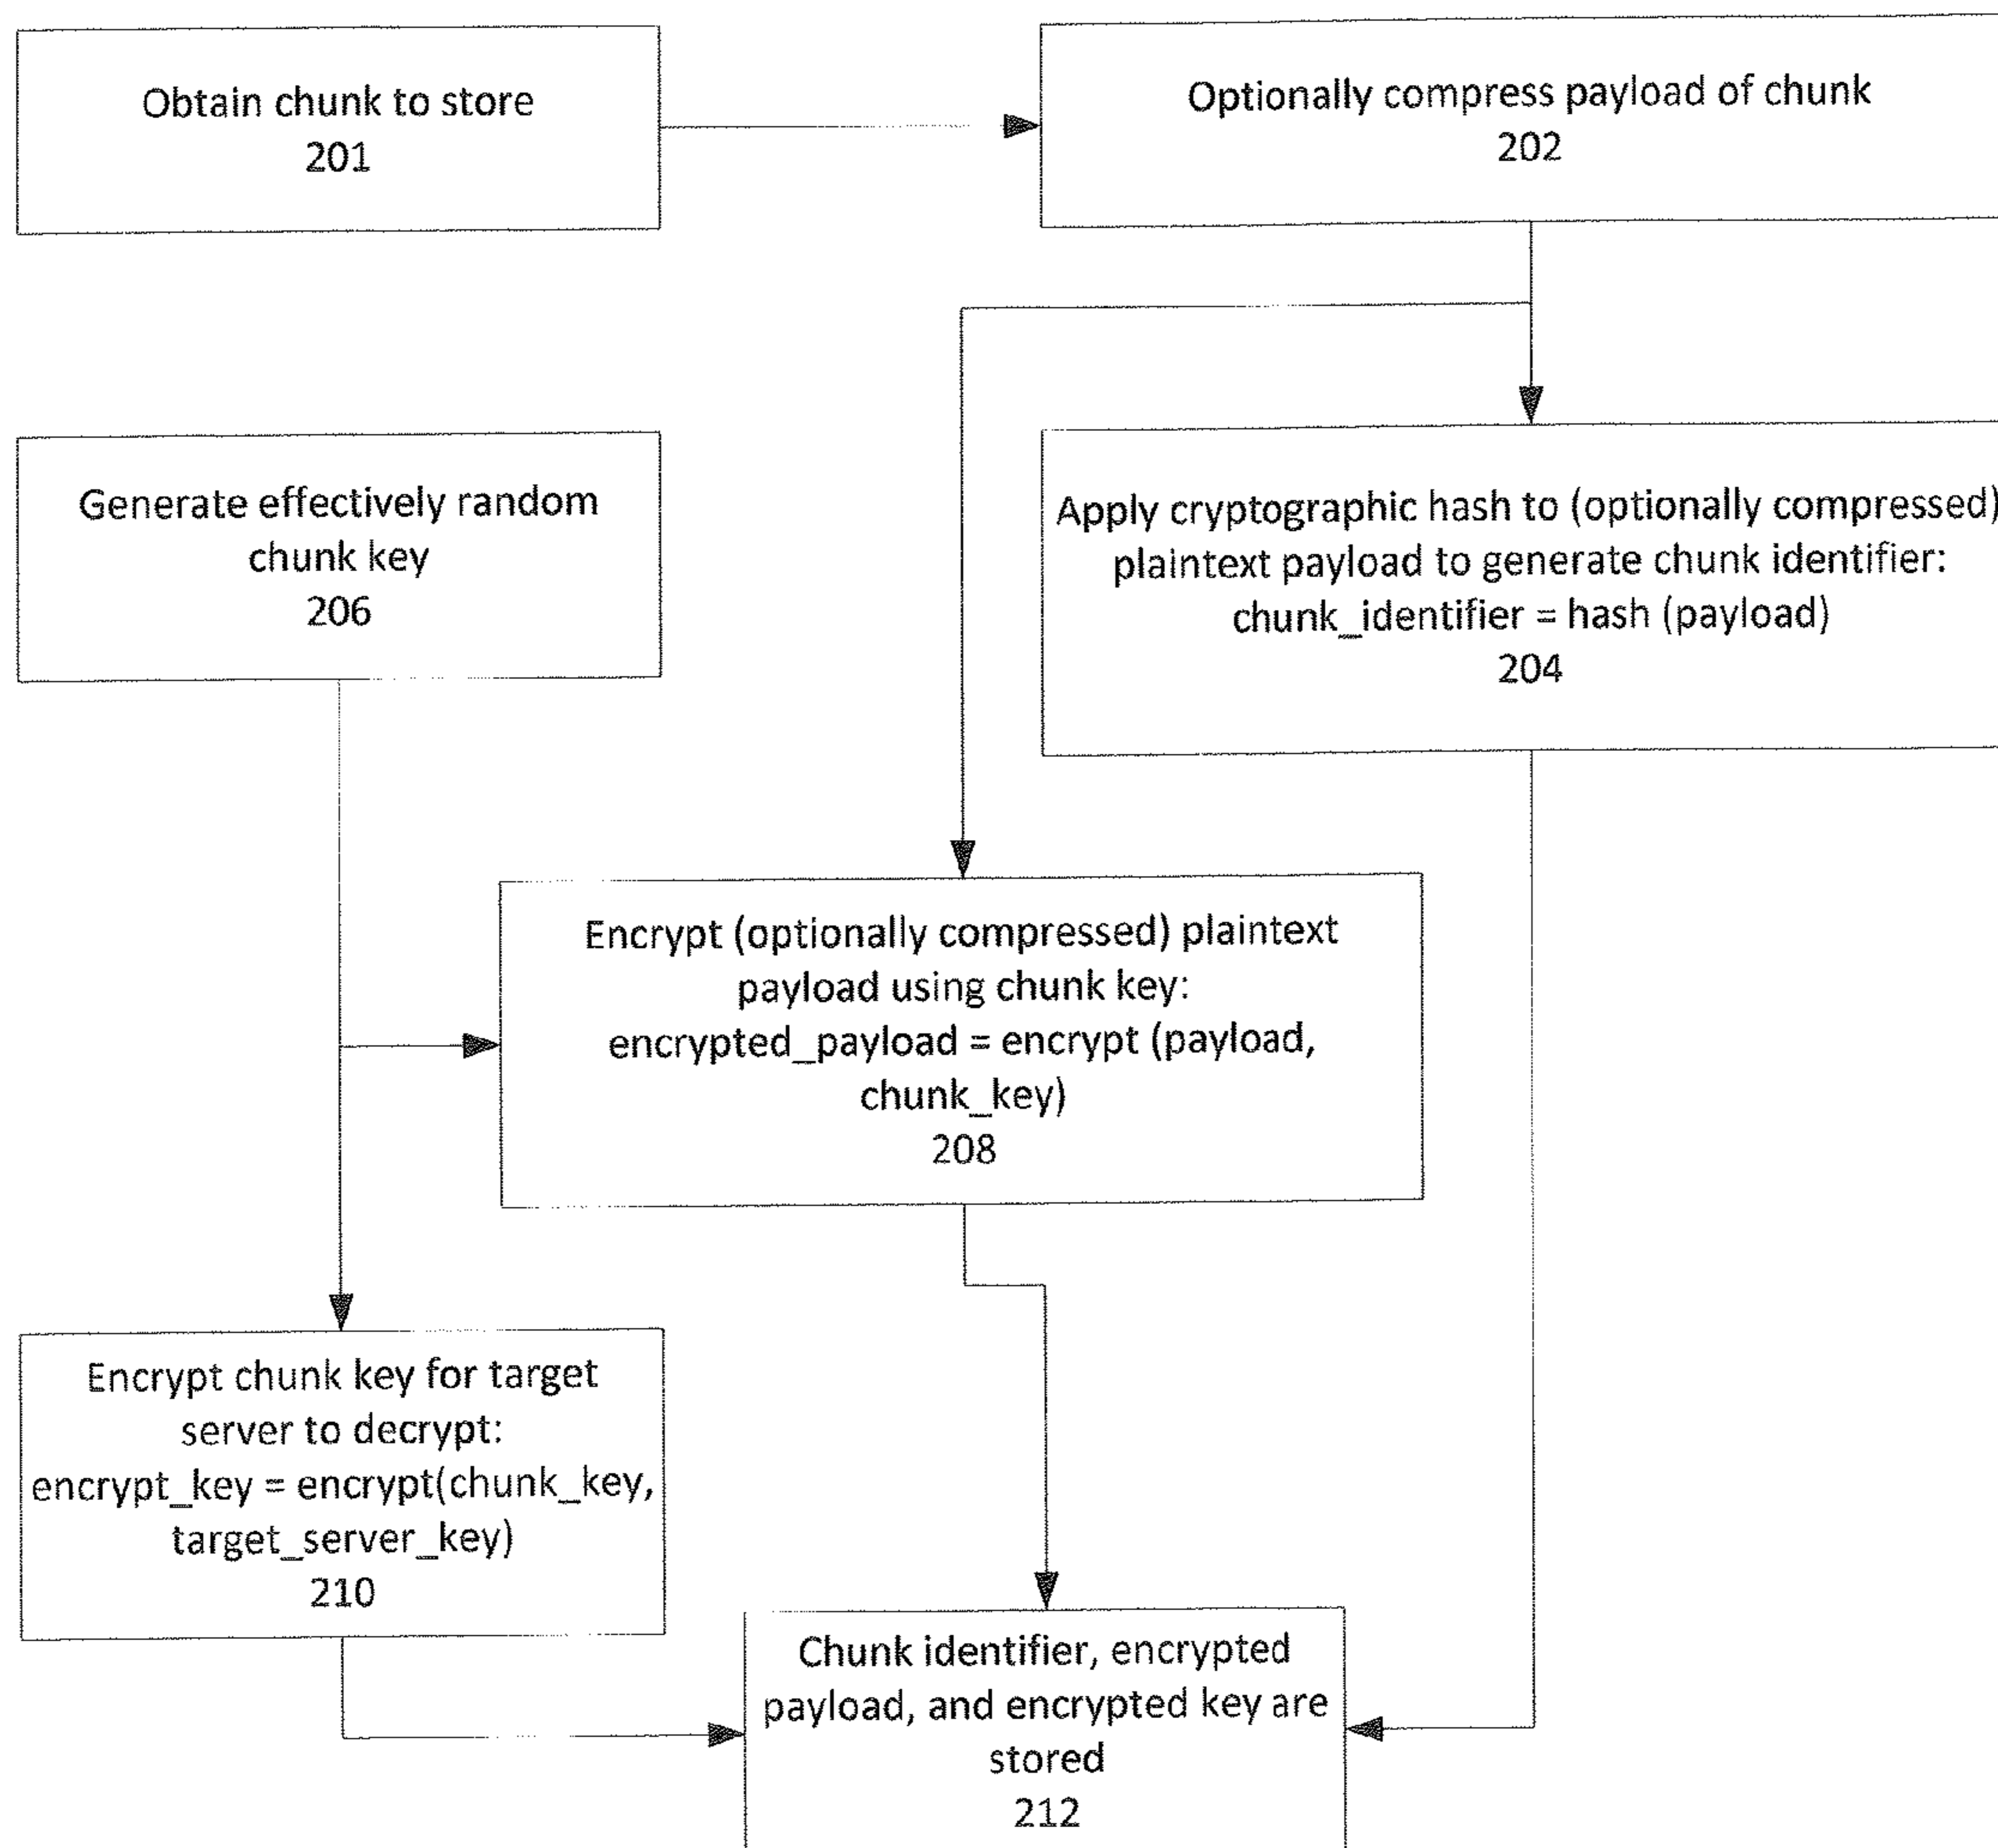 Obtain chunk to store
201
Optionally compress payload of chunk
202
Generate effectively random
chunk key
206
Apply cryptographic hash to (optionally compressed)
plaintext payload to generate chunk identifier:
chunk_identifier = hash (payload)
204
Encrypt (optionally compressed) plaintext
payload using chunk key:
encrypted_payload = encrypt (payload,
chunk_key)
208
Encrypt chunk key for target
server to decrypt:
encrypt_key = encrypt(chunk_key,
target_server_key)
210
Chunk identifier, encrypted
payload, and encrypted key are
stored
212